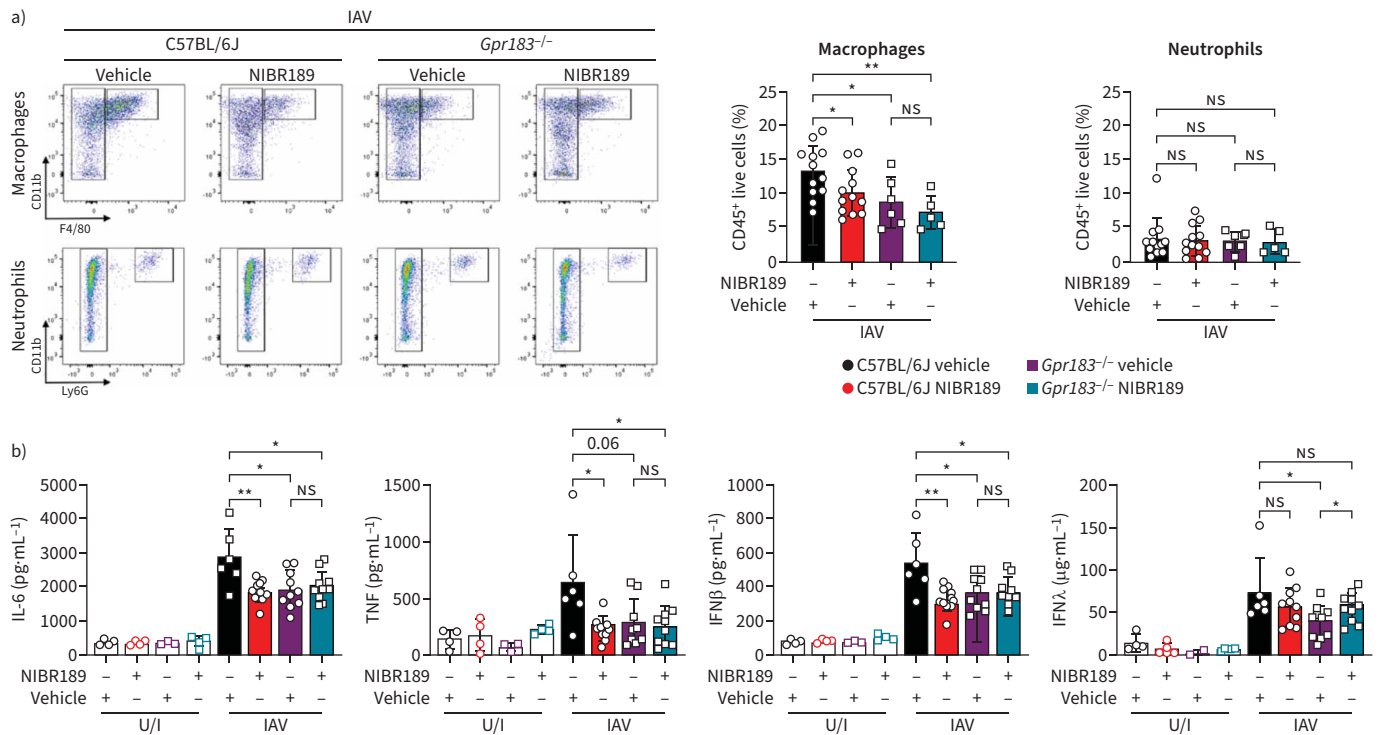 a)
IAV
C57BL/6J
Gpr183–/–
Vehicle
NIBR189
Vehicle
NIBR189
Macrophages
CD11b
F4/80
Neutrophils
CD11b
Ly6G
Macrophages
**
*
*
NS
CD45+ live cells (%)
25
20
15
10
5
0
NIBR189 – + – +
Vehicle + – + –
IAV
Neutrophils
NS
NS
NS
NS
CD45+ live cells (%)
25
20
15
10
5
0
NIBR189 – + – +
Vehicle + – + –
IAV
C57BL/6J vehicle
Gpr183–/– vehicle
C57BL/6J NIBR189
Gpr183–/– NIBR189
b)
*
*
**
NS
IL-6 (pg·mL−1)
5000
4000
3000
2000
1000
0
NIBR189 – + – + – + – +
Vehicle + – + – + – + –
U/I
IAV
*
0.06
*
NS
TNF (pg·mL−1)
1500
1000
500
0
– + – + – + – +
+ – + – + – + –
U/I
IAV
*
*
**
NS
IFNβ (pg·mL−1)
1000
800
600
400
200
0
NIBR189 – + – + – + – +
Vehicle + – + – + – + –
U/I
IAV
NS
*
NS
*
IFNλ (μg·mL−1)
200
150
100
50
0
– + – + – + – +
+ – + – + – + –
U/I
IAV